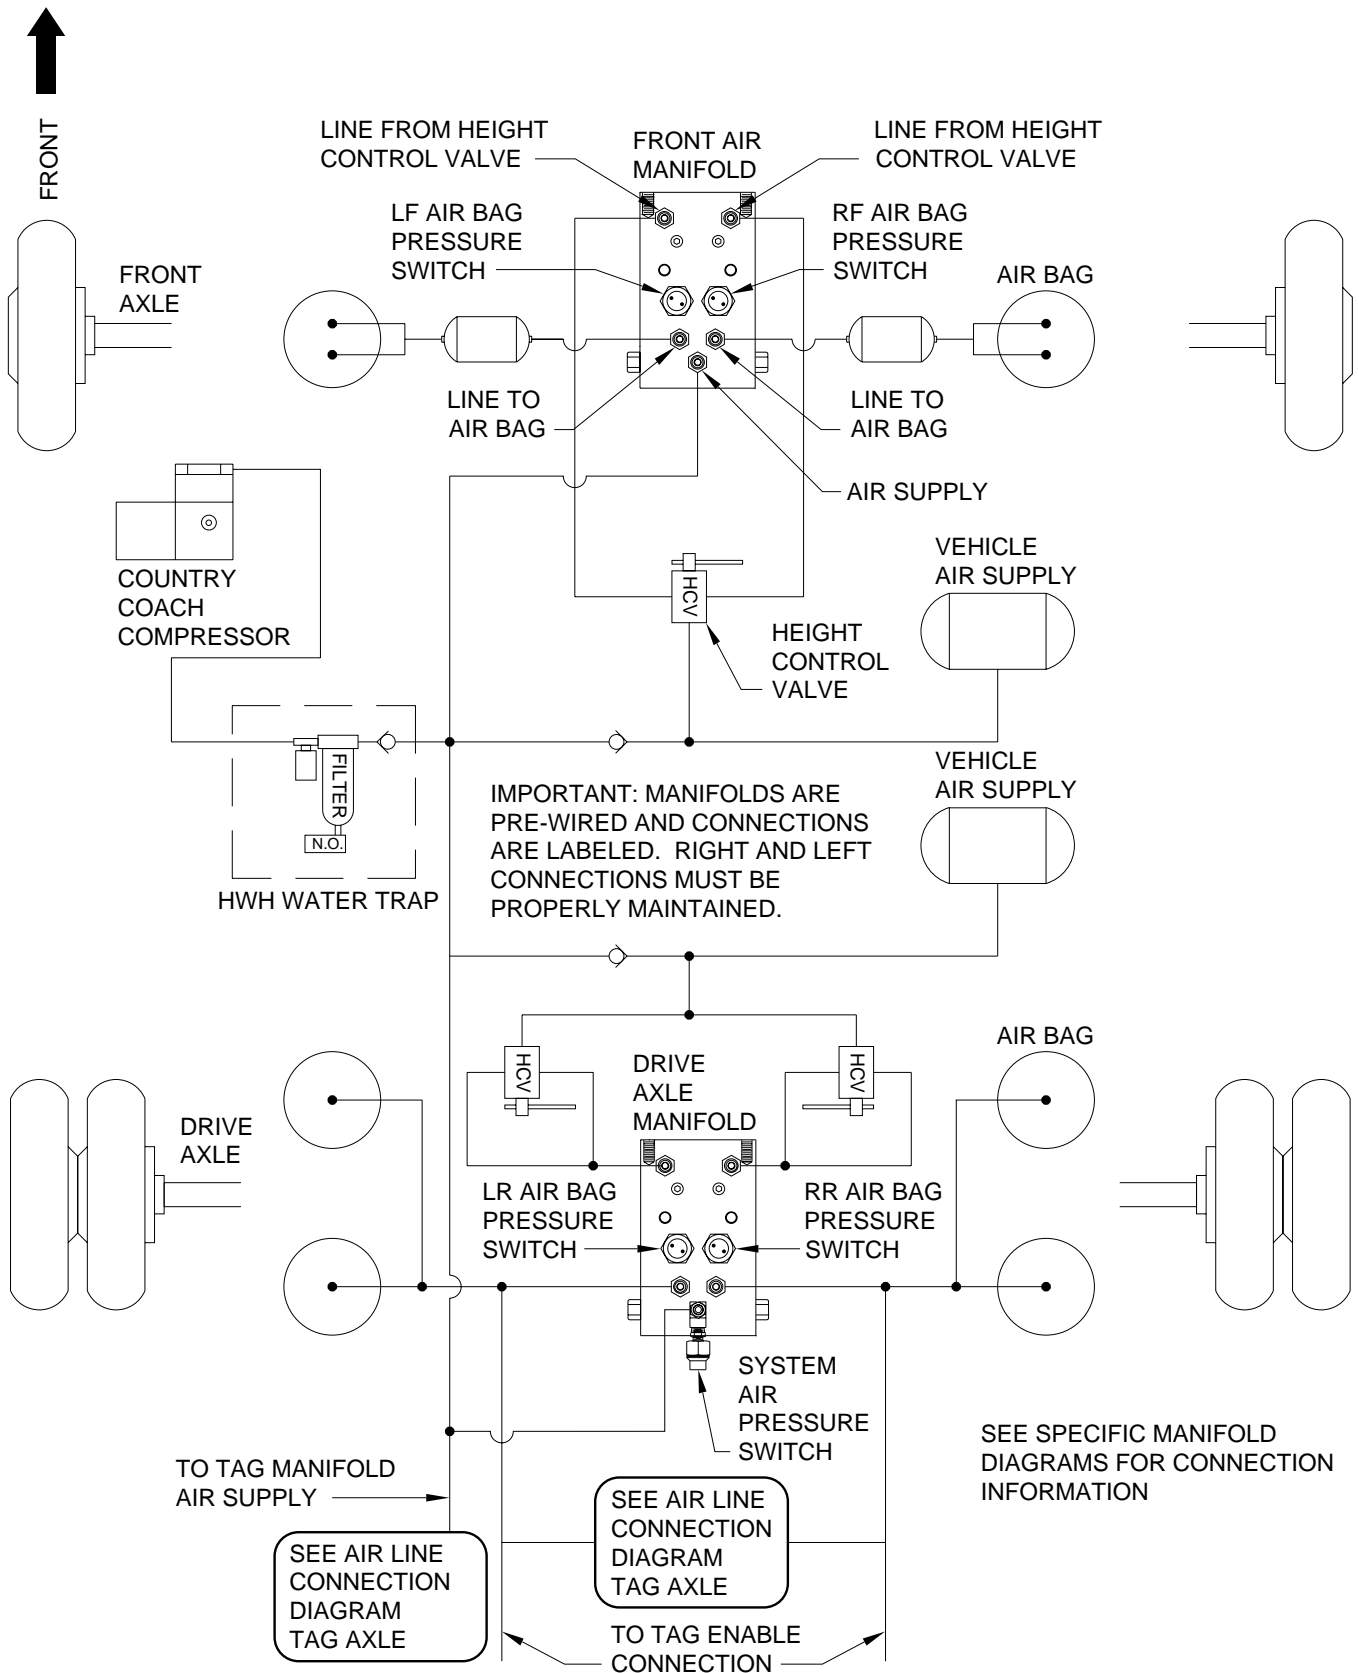 FRONT
LINE FROM HEIGHT
CONTROL VALVE
FRONT AIR
MANIFOLD
LINE FROM HEIGHT
CONTROL VALVE
LF AIR BAG
PRESSURE
SWITCH
RF AIR BAG
PRESSURE
SWITCH
FRONT
AXLE
AIR BAG
LINE TO
AIR BAG
LINE TO
AIR BAG
AIR SUPPLY
COUNTRY
COACH
COMPRESSOR
HCV
HEIGHT
CONTROL
VALVE
VEHICLE
AIR SUPPLY
FILTER
N.O.
HWH WATER TRAP
IMPORTANT: MANIFOLDS ARE
PRE-WIRED AND CONNECTIONS
ARE LABELED. RIGHT AND LEFT
CONNECTIONS MUST BE
PROPERLY MAINTAINED.
VEHICLE
AIR SUPPLY
HCV
DRIVE
AXLE
MANIFOLD
HCV
AIR BAG
DRIVE
AXLE
LR AIR BAG
PRESSURE
SWITCH
RR AIR BAG
PRESSURE
SWITCH
SYSTEM
AIR
PRESSURE
SWITCH
SEE SPECIFIC MANIFOLD
DIAGRAMS FOR CONNECTION
INFORMATION
TO TAG MANIFOLD
AIR SUPPLY
SEE AIR LINE
CONNECTION
DIAGRAM
TAG AXLE
SEE AIR LINE
CONNECTION
DIAGRAM
TAG AXLE
TO TAG ENABLE
CONNECTION